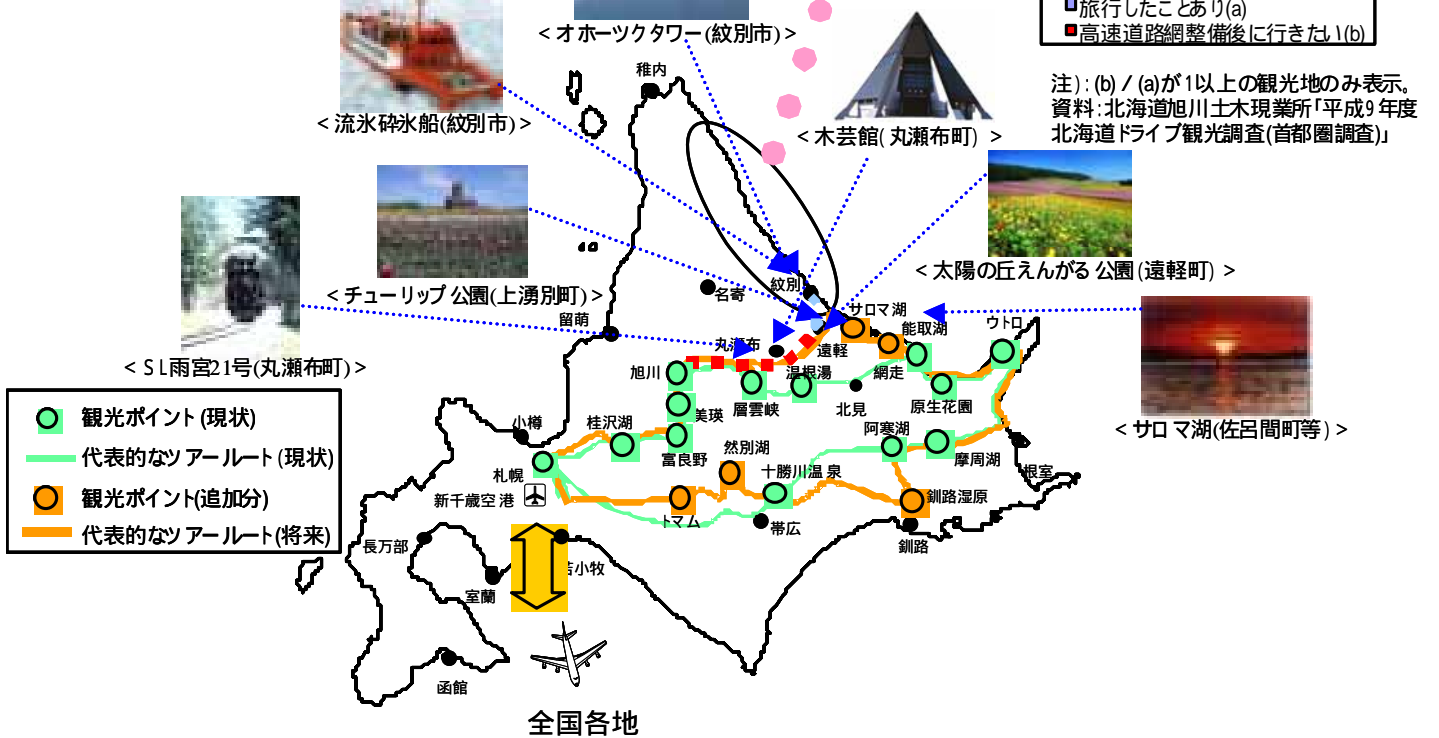 旅行したことあり(a)
高速道路網整備後に行きたい(b)
<オホーツクタワー(紋別市)>
注):(b)/(a)が1以上の観光地のみ表示。
資料:北海道旭川土木現業所「平成9年度
北海道ドライブ観光調査(首都圏調査)」
<流氷砕氷船(紋別市)>
<木芸館(丸瀬布町)>
稚内
<太陽の丘えんがる公園(遠軽町)>
<チューリップ公園(上湧別町)>
名寄
紋別
サロマ湖
能取湖
ウトロ
留萌
丸瀬布
遠軽
<SL雨宮21号(丸瀬布町)>
旭川
温根湯
網走
層雲峡
北見
原生花園
<サロマ湖(佐呂間町等)>
観光ポイント(現状)
代表的なツアールート(現状)
観光ポイント(追加分)
代表的なツアールート(将来)
小樽
桂沢湖
美瑛
富良野
然別湖
阿寒湖
摩周湖
札幌
十勝川温泉
根室
新千歳空港
トマム
釧路湿原
帯広
釧路
長万部
苫小牧
室蘭
函館
全国各地